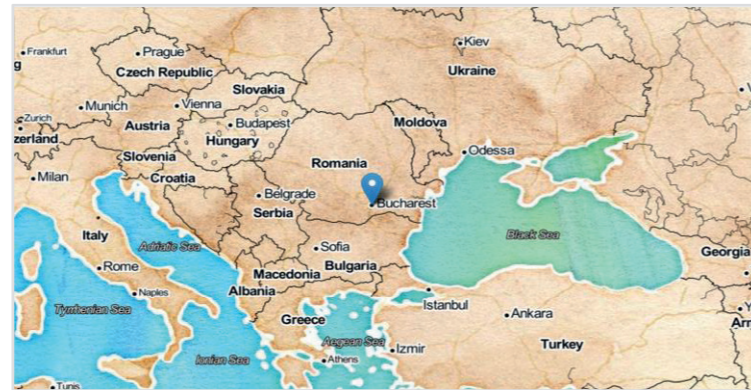 Frankfurt
Prague
Kiev
g
Czech Republic
Ukraine
Slovakia
Munich
Vienna
Zurich
Budapest
Moldova
Austria
zerland
Hungary
Slovenia
Romania
Odessa
Milan
Croatia
Belgrade
Bucharest
Serbia
Italy
Black Sea
Adriatic Sea
Sofia
Georgia
Rome
Bulgaria
Macedonia
Naples
Albania
Tyrrhenian Sea
Istanbul
Ankara
Greece
Arm
Aegean Sea
Turkey
Izmir
Ionian Sea
Athens
Tunis